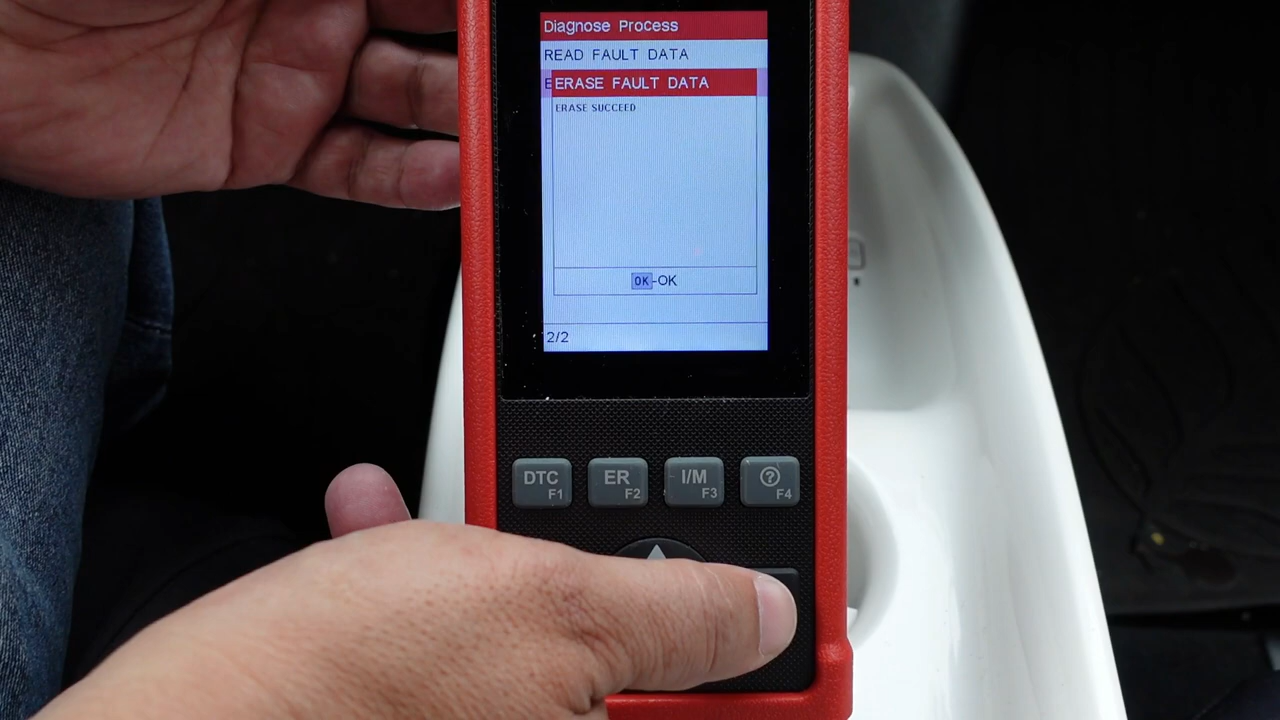 Diagnose Process
READ FAULT DATA
E
ERASE FAULT DATA
ERASE SUCCEED
OK-OK
2/2
DTC F1
ER F2
I/M F3
? F4